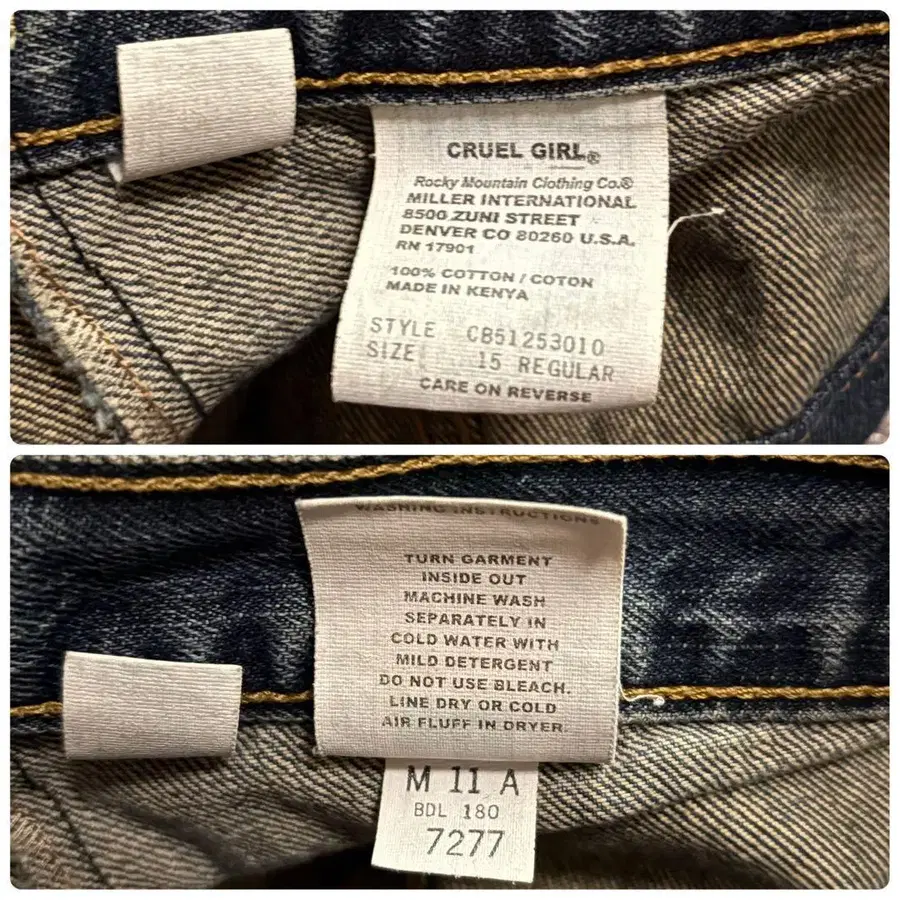 CRUEL GIRL®
Rocky Mountain Clothing Co.®
MILLER INTERNATIONAL
8500 ZUNI STREET
DENVER CO 80260 U.S.A.
RN 17901
100% COTTON / COTON
MADE IN KENYA
STYLE CB51253010
SIZE 15 REGULAR
CARE ON REVERSE
WASHING INSTRUCTIONS
TURN GARMENT
INSIDE OUT
MACHINE WASH
SEPARATELY IN
COLD WATER WITH
MILD DETERGENT
DO NOT USE BLEACH.
LINE DRY OR COLD
AIR FLUFF IN DRYER.
M 11 A
BDL 180
7277